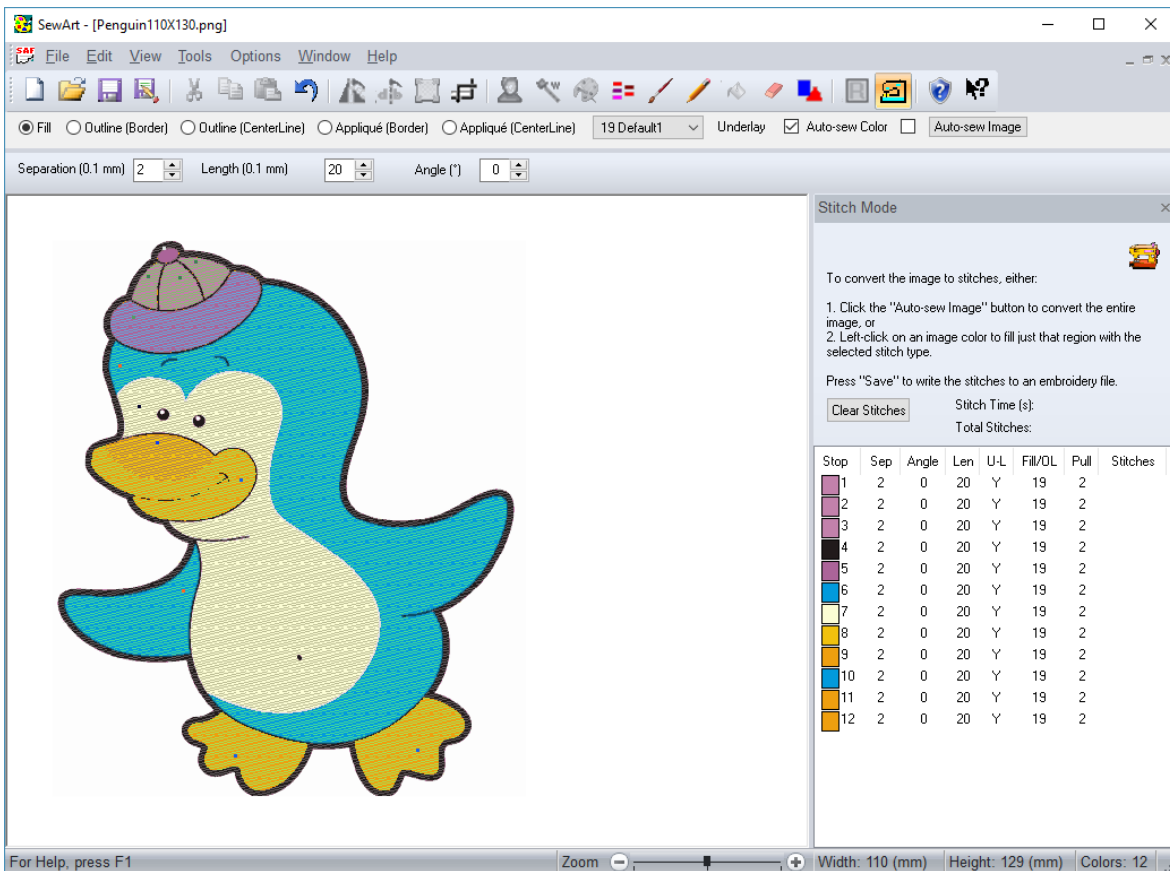 SewArt - [Penguin110X130.png]
SAF File Edit View Tools Options Window Help
R
Fill Outline (Border) Outline (CenterLine) Appliqué (Border) Appliqué (CenterLine) 19 Default1 Underlay Auto-sew Color Auto-sew Image
Separation (0.1 mm) 2 Length (0.1 mm) 20 Angle (°) 0
Stitch Mode
To convert the image to stitches, either:
1. Click the "Auto-sew Image" button to convert the entire
image, or
2. Left-click on an image color to fill just that region with the
selected stitch type.
Press "Save" to write the stitches to an embroidery file.
Clear Stitches Stitch Time (s):
Total Stitches:
Stop Sep Angle Len U-L Fill/OL Pull Stitches
1 2 0 20 Y 19 2
2 2 0 20 Y 19 2
3 2 0 20 Y 19 2
4 2 0 20 Y 19 2
5 2 0 20 Y 19 2
6 2 0 20 Y 19 2
7 2 0 20 Y 19 2
8 2 0 20 Y 19 2
9 2 0 20 Y 19 2
10 2 0 20 Y 19 2
11 2 0 20 Y 19 2
12 2 0 20 Y 19 2
For Help, press F1 Zoom Width: 110 (mm) Height: 129 (mm) Colors: 12